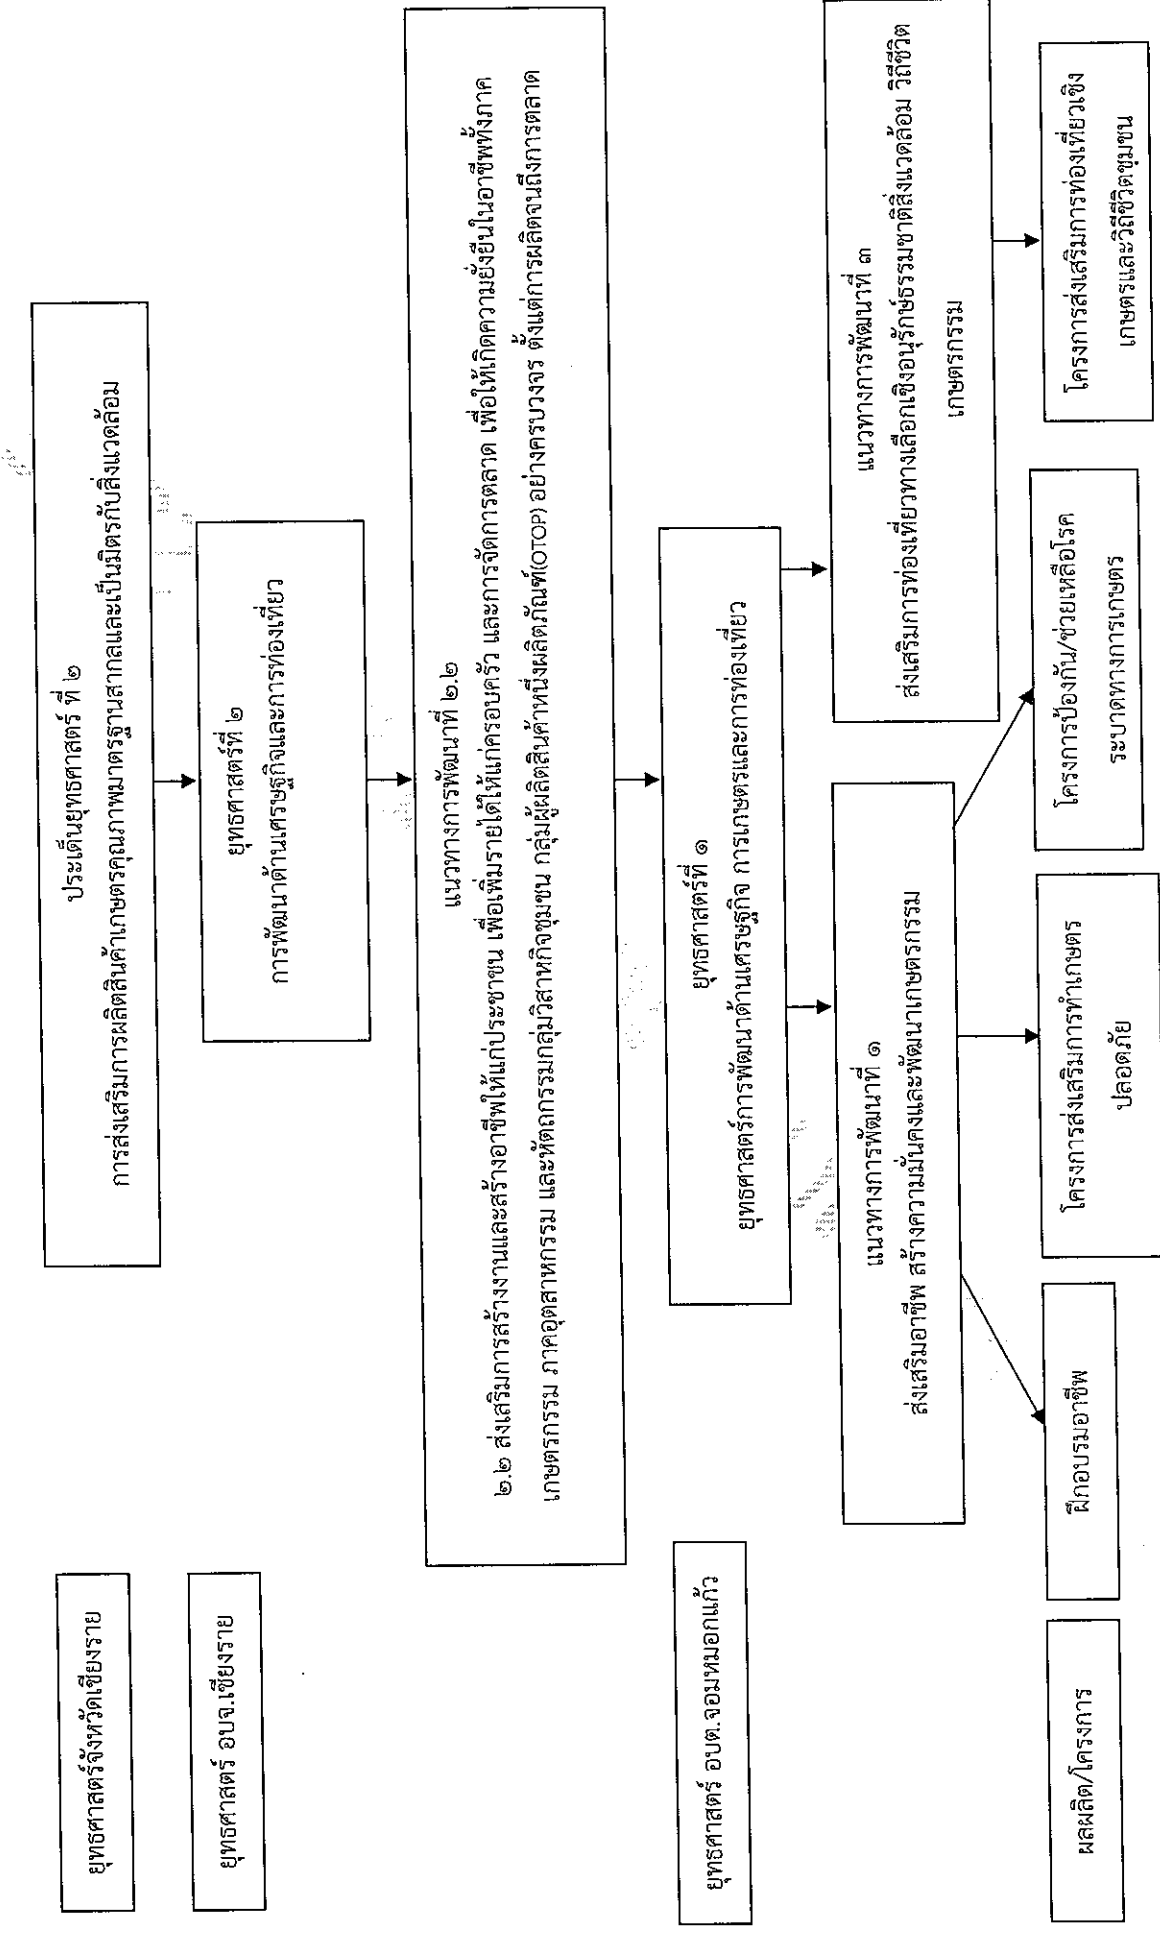 ยุทธศาสตร์จังหวัดเชียงราย
ประเด็นยุทธศาสตร์ ที่ ๒
การส่งเสริมการผลิตสินค้าเกษตรคุณภาพมาตรฐานสากลและเป็นมิตรกับสิ่งแวดล้อม
ยุทธศาสตร์ อบจ.เชียงราย
ยุทธศาสตร์ที่ ๒
การพัฒนาด้านเศรษฐกิจและการท่องเที่ยว
แนวทางการพัฒนาที่ ๒.๒
๒.๒ ส่งเสริมการสร้างงานและสร้างอาชีพให้แก่ประชาชน เพื่อเพิ่มรายได้ให้แก่ครอบครัว และการจัดการตลาด เพื่อให้เกิดความยั่งยืนในอาชีพทั้งภาค
เกษตรกรรม ภาคอุตสาหกรรม และหัตถกรรมกลุ่มวิสาหกิจชุมชน กลุ่มผู้ผลิตสินค้าหนึ่งผลิตภัณฑ์(OTOP) อย่างครบวงจร ตั้งแต่การผลิตจนถึงการตลาด
ยุทธศาสตร์ อบต.จอมหมอกแก้ว
ยุทธศาสตร์ที่ ๑
ยุทธศาสตร์การพัฒนาด้านเศรษฐกิจ การเกษตรและการท่องเที่ยว
แนวทางการพัฒนาที่ ๑
ส่งเสริมอาชีพ สร้างความมั่นคงและพัฒนาเกษตรกรรม
แนวทางการพัฒนาที่ ๓
ส่งเสริมการท่องเที่ยวทางเลือกเชิงอนุรักษ์ธรรมชาติสิ่งแวดล้อม วิถีชีวิต
เกษตรกรรม
ผลผลิต/โครงการ
ฝึกอบรมอาชีพ
โครงการส่งเสริมการทำเกษตร
ปลอดภัย
โครงการป้องกัน/ช่วยเหลือโรค
ระบาดทางการเกษตร
โครงการส่งเสริมการท่องเที่ยวเชิง
เกษตรและวิถีชีวิตชุมชน